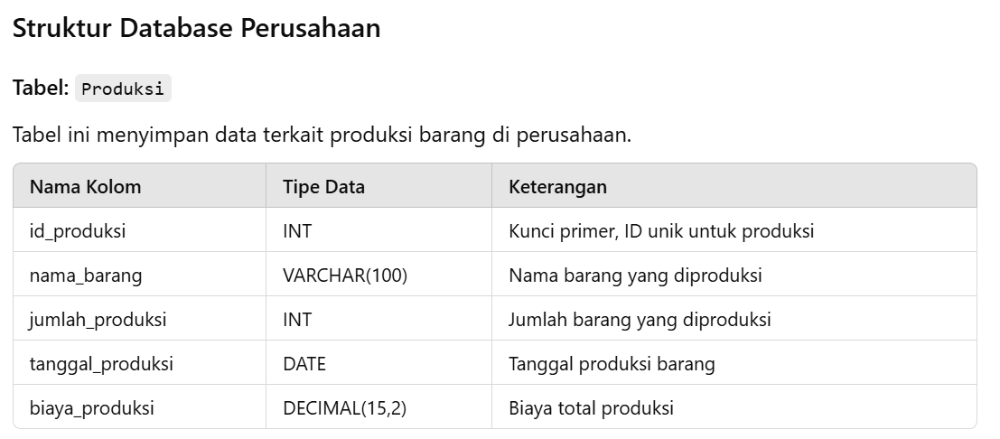 Struktur Database Perusahaan
Tabel: Produksi
Tabel ini menyimpan data terkait produksi barang di perusahaan.
Nama Kolom Tipe Data Keterangan
id_produksi INT Kunci primer, ID unik untuk produksi
nama_barang VARCHAR(100) Nama barang yang diproduksi
jumlah_produksi INT Jumlah barang yang diproduksi
tanggal_produksi DATE Tanggal produksi barang
biaya_produksi DECIMAL(15,2) Biaya total produksi